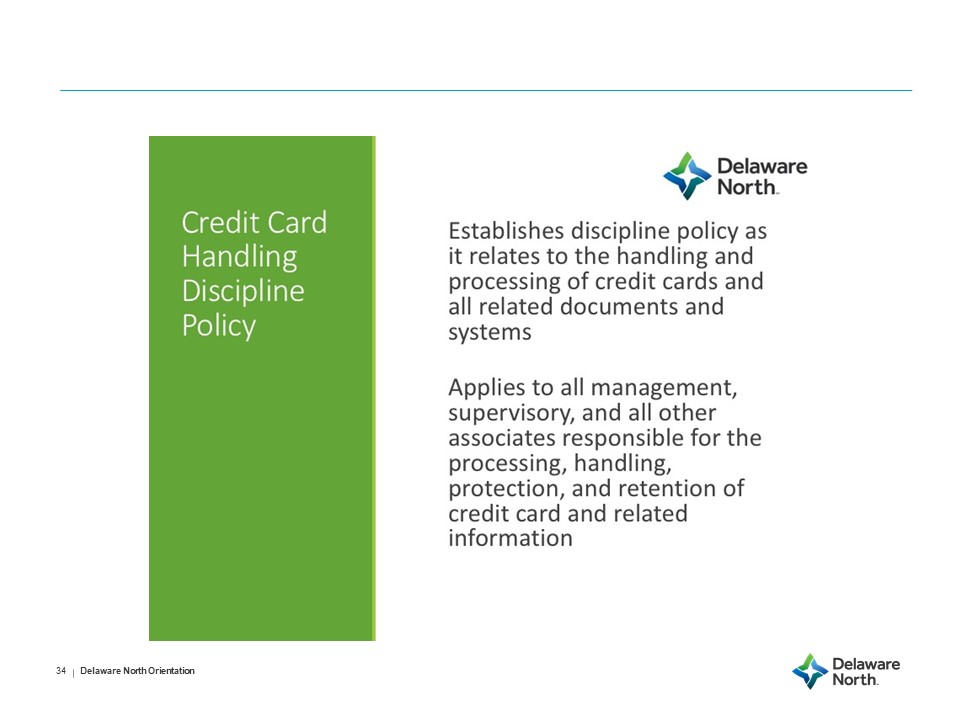 Delaware
North™
Credit Card
Handling
Discipline
Policy
Establishes discipline policy as
it relates to the handling and
processing of credit cards and
all related documents and
systems
Applies to all management,
supervisory, and all other
associates responsible for the
processing, handling,
protection, and retention of
credit card and related
information
34 | Delaware North Orientation
Delaware
North™